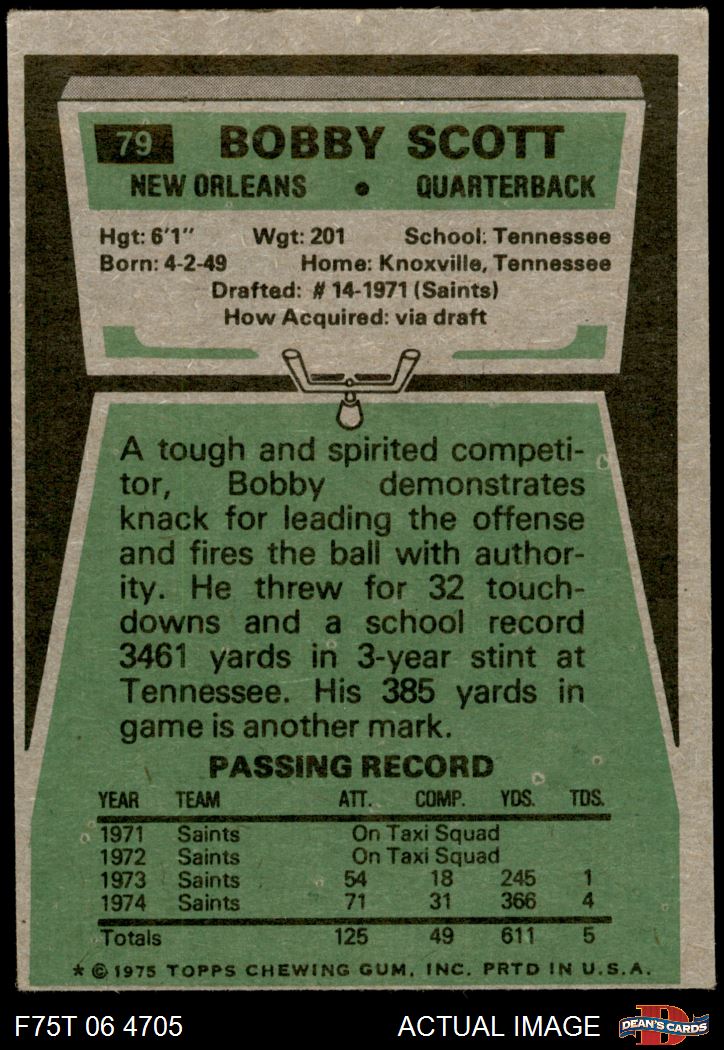 79 BOBBY SCOTT
NEW ORLEANS • QUARTERBACK
Hgt: 6'1" Wgt: 201 School: Tennessee
Born: 4-2-49 Home: Knoxville, Tennessee
Drafted: # 14-1971 (Saints)
How Acquired: via draft
A tough and spirited competi-
tor, Bobby demonstrates
knack for leading the offense
and fires the ball with author-
ity. He threw for 32 touch-
downs and a school record
3461 yards in 3-year stint at
Tennessee. His 385 yards in
game is another mark.
PASSING RECORD
YEAR TEAM ATT. COMP. YDS. TDS.
1971 Saints On Taxi Squad
1972 Saints On Taxi Squad
1973 Saints 54 18 245 1
1974 Saints 71 31 366 4
Totals 125 49 611 5
* © 1975 TOPPS CHEWING GUM, INC. PRTD IN U.S.A.
F75T 06 4705 ACTUAL IMAGE D DEAN'S CARDS